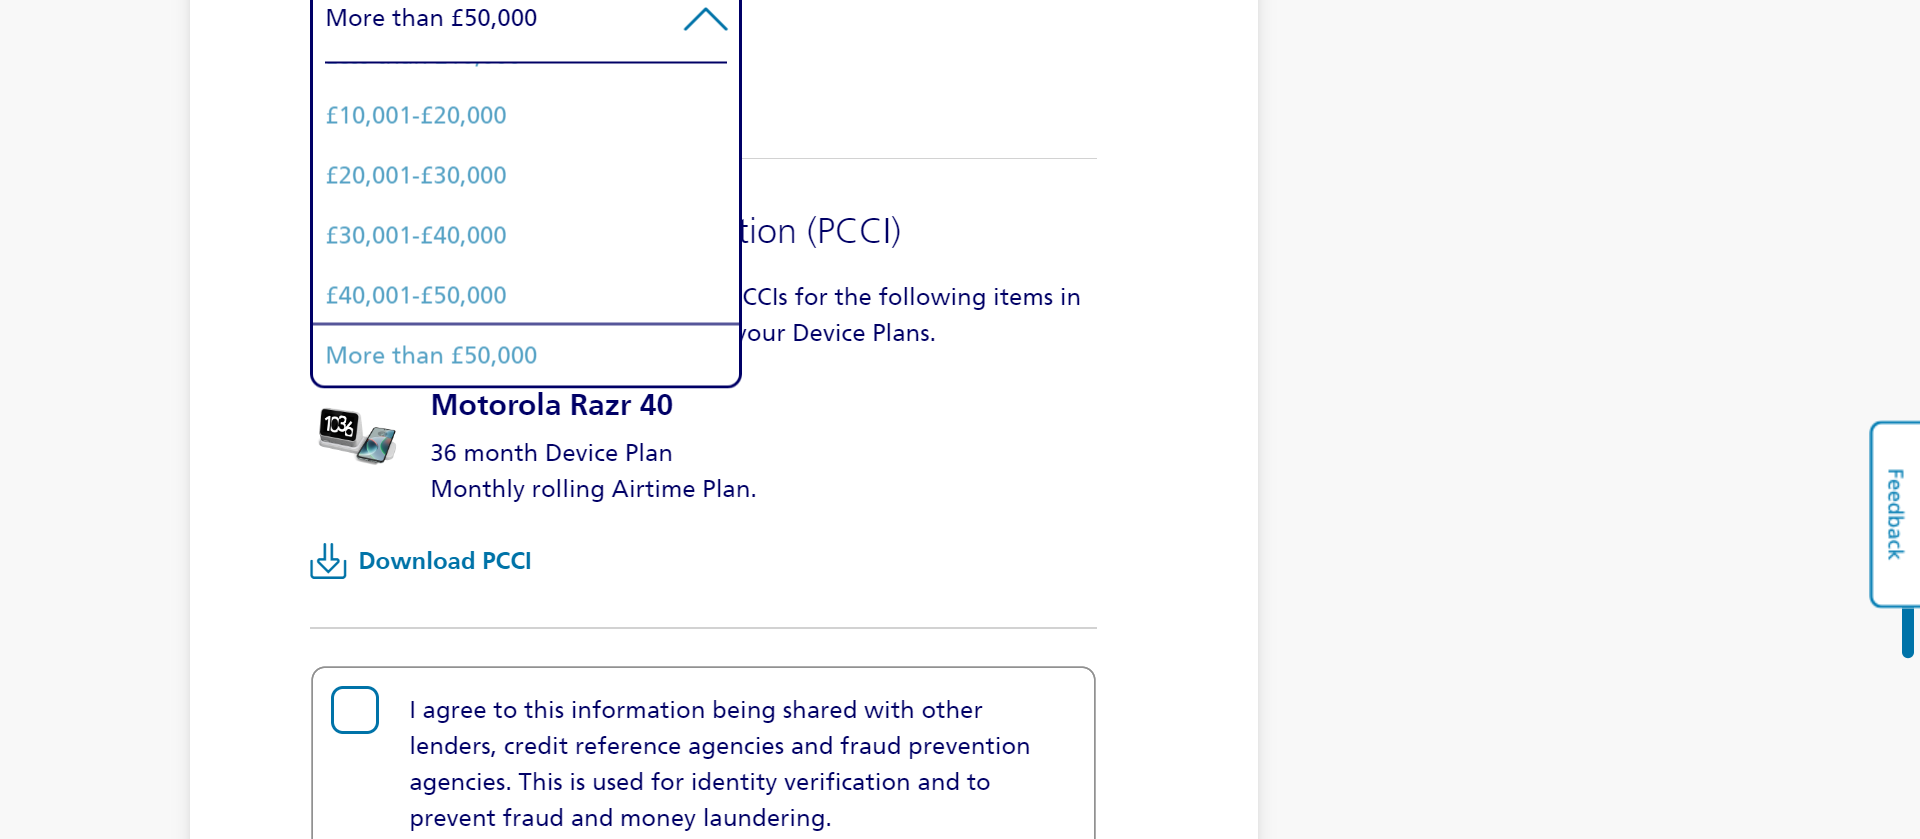 More than £50,000
£10,001-£20,000
£20,001-£30,000
£30,001-£40,000
£40,001-£50,000
More than £50,000
(PCCI)
for the following items in
Device Plans.
Motorola Razr 40
36 month Device Plan
Monthly rolling Airtime Plan.
Download PCCI
I agree to this information being shared with other
lenders, credit reference agencies and fraud prevention
agencies. This is used for identity verification and to
prevent fraud and money laundering.
Feedback